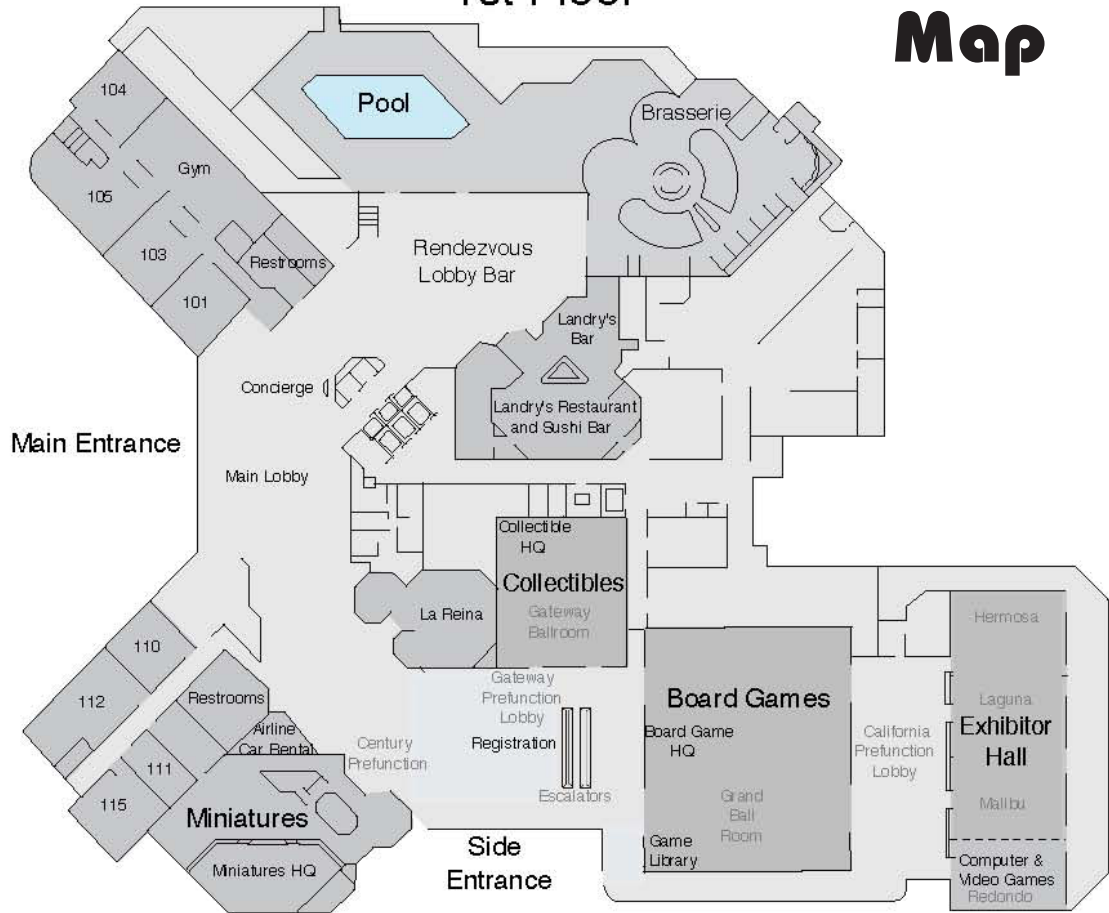 1st Floor
Map
104
Pool
Brasserie
Gym
105
103
Restrooms
101
Rendezvous
Lobby Bar
Landry's
Bar
Concierge
Landry's Restaurant
and Sushi Bar
Main Entrance
Main Lobby
Collectible
HQ
Collectibles
Gateway
Ballroom
La Reina
Hermosa
110
112
Restrooms
Airline
Car Rental
111
115
Gateway
Prefunction
Lobby
Registration
Century
Prefunction
Escalators
Board Games
Board Game
HQ
Grand
Ball
Room
Game
Library
California
Prefunction
Lobby
Laguna
Exhibitor
Hall
Malibu
Computer &
Video Games
Redondo
Miniatures
Miniatures HQ
Side
Entrance